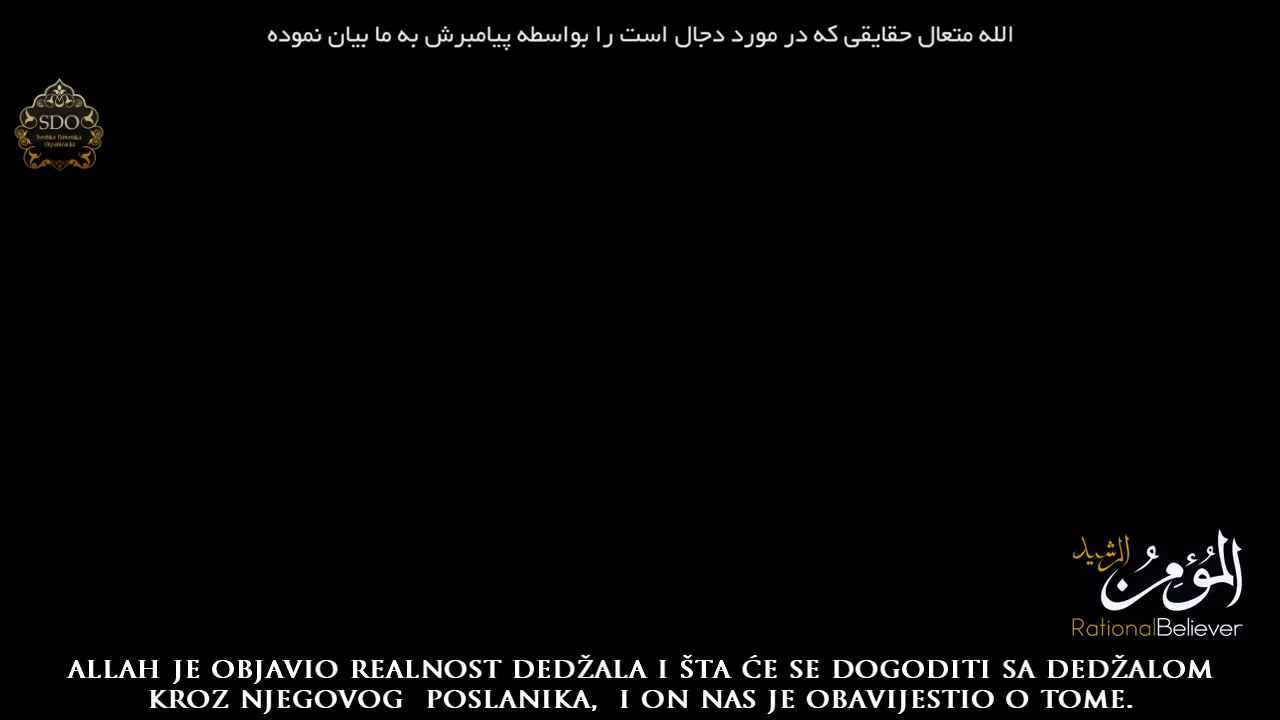 الله متعال حقایقی که در مورد دجال است را بواسطه پیامبرش به ما بیان نموده
SDO
Organizacija
المؤمن الرشيد
RationalBeliever
ALLAH JE OBJAVIO REALNOST DEDŽALA I ŠTA ĆE SE DOGODITI SA DEDŽALOM
KROZ NJEGOVOG POSLANIKA, I ON NAS JE OBAVIJESTIO O TOME.